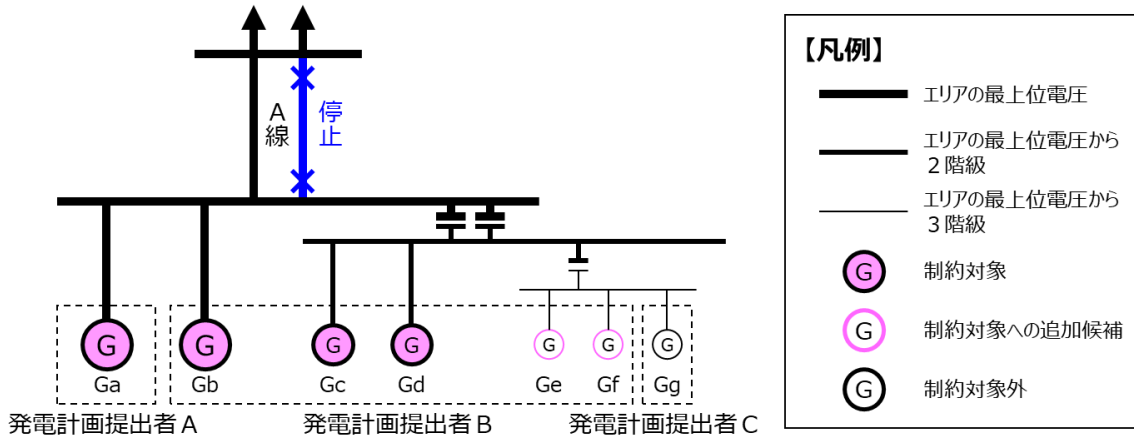 A
線
停
止
G
G
G
G
G
G
G
Ga
Gb
Gc
Gd
Ge
Gf
Gg
発電計画提出者A
発電計画提出者B
発電計画提出者C
【凡例】
エリアの最上位電圧
エリアの最上位電圧から
2階級
エリアの最上位電圧から
3階級
G
制約対象
G
制約対象への追加候補
G
制約対象外